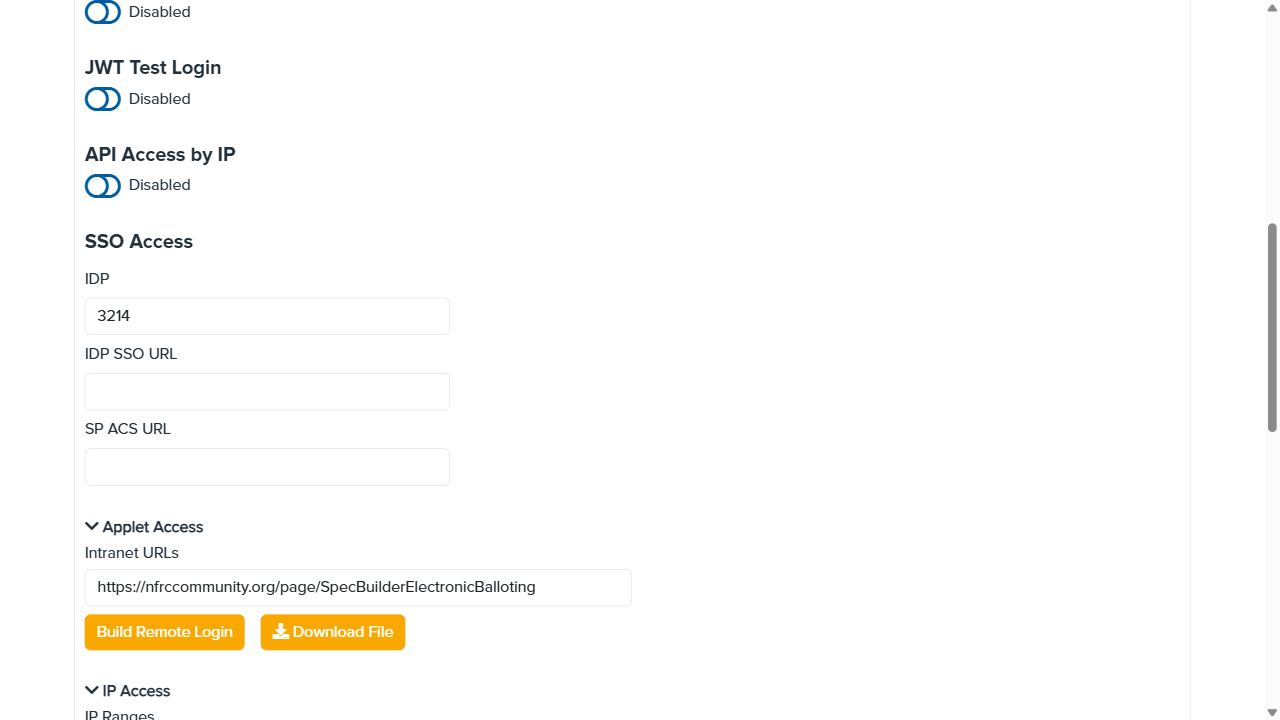 Disabled
JWT Test Login
Disabled
API Access by IP
Disabled
SSO Access
IDP
3214
IDP SSO URL
SP ACS URL
Applet Access
Intranet URLs
https://nfrccommunity.org/page/SpecBuilderElectronicBalloting
Build Remote Login
Download File
IP Access
IP Ranges